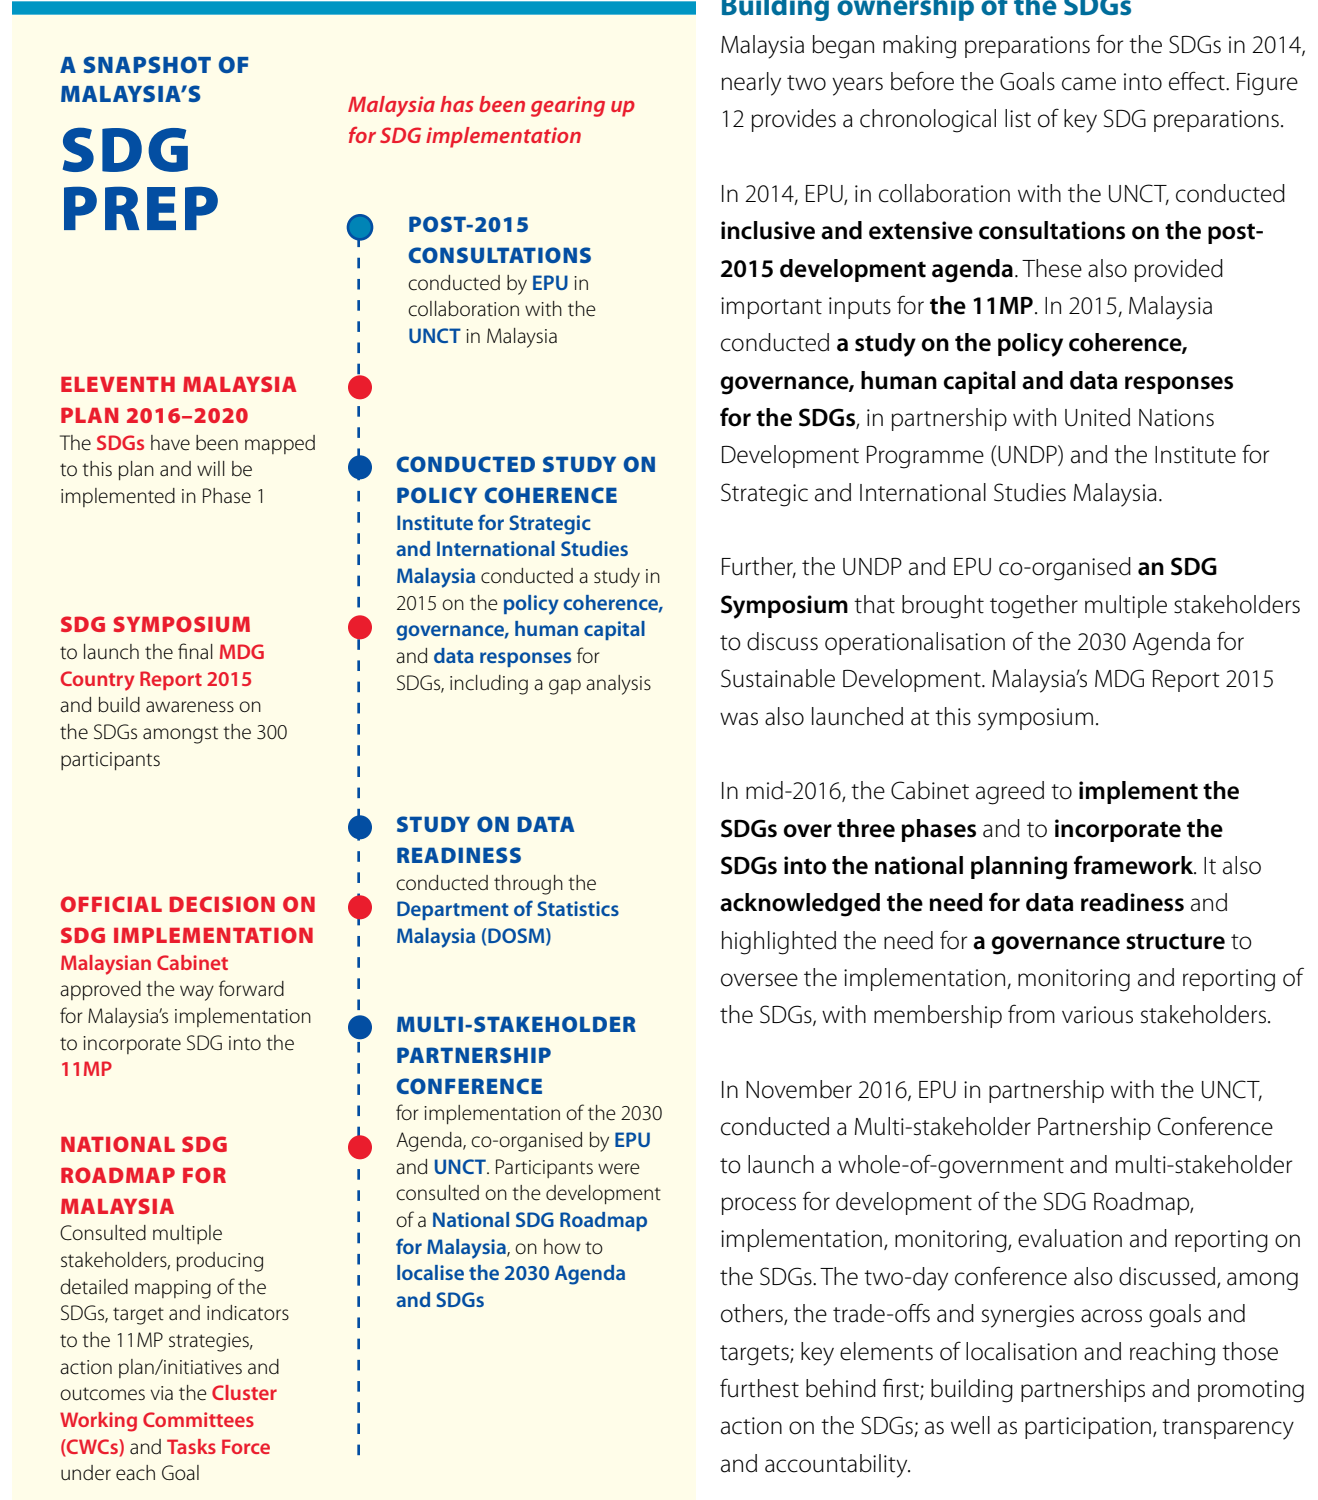 A SNAPSHOT OF
MALAYSIA'S
SDG
PREP
Malaysia has been gearing up
for SDG implementation
POST-2015
CONSULTATIONS
conducted by EPU in
collaboration with the
UNCT in Malaysia
ELEVENTH MALAYSIA
PLAN 2016–2020
The SDGs have been mapped
to this plan and will be
implemented in Phase 1
CONDUCTED STUDY ON
POLICY COHERENCE
Institute for Strategic
and International Studies
Malaysia conducted a study in
2015 on the policy coherence,
governance, human capital
and data responses for
SDGs, including a gap analysis
SDG SYMPOSIUM
to launch the final MDG
Country Report 2015
and build awareness on
the SDGs amongst the 300
participants
STUDY ON DATA
READINESS
conducted through the
Department of Statistics
Malaysia (DOSM)
OFFICIAL DECISION ON
SDG IMPLEMENTATION
Malaysian Cabinet
approved the way forward
for Malaysia's implementation
to incorporate SDG into the
11MP
MULTI-STAKEHOLDER
PARTNERSHIP
CONFERENCE
for implementation of the 2030
Agenda, co-organised by EPU
and UNCT. Participants were
consulted on the development
of a National SDG Roadmap
for Malaysia, on how to
localise the 2030 Agenda
and SDGs
NATIONAL SDG
ROADMAP FOR
MALAYSIA
Consulted multiple
stakeholders, producing
detailed mapping of the
SDGs, target and indicators
to the 11MP strategies,
action plan/initiatives and
outcomes via the Cluster
Working Committees
(CWCs) and Tasks Force
under each Goal
Building ownership of the SDGs
Malaysia began making preparations for the SDGs in 2014,
nearly two years before the Goals came into effect. Figure
12 provides a chronological list of key SDG preparations.
In 2014, EPU, in collaboration with the UNCT, conducted
inclusive and extensive consultations on the post-
2015 development agenda. These also provided
important inputs for the 11MP. In 2015, Malaysia
conducted a study on the policy coherence,
governance, human capital and data responses
for the SDGs, in partnership with United Nations
Development Programme (UNDP) and the Institute for
Strategic and International Studies Malaysia.
Further, the UNDP and EPU co-organised an SDG
Symposium that brought together multiple stakeholders
to discuss operationalisation of the 2030 Agenda for
Sustainable Development. Malaysia's MDG Report 2015
was also launched at this symposium.
In mid-2016, the Cabinet agreed to implement the
SDGs over three phases and to incorporate the
SDGs into the national planning framework. It also
acknowledged the need for data readiness and
highlighted the need for a governance structure to
oversee the implementation, monitoring and reporting of
the SDGs, with membership from various stakeholders.
In November 2016, EPU in partnership with the UNCT,
conducted a Multi-stakeholder Partnership Conference
to launch a whole-of-government and multi-stakeholder
process for development of the SDG Roadmap,
implementation, monitoring, evaluation and reporting on
the SDGs. The two-day conference also discussed, among
others, the trade-offs and synergies across goals and
targets; key elements of localisation and reaching those
furthest behind first; building partnerships and promoting
action on the SDGs; as well as participation, transparency
and accountability.